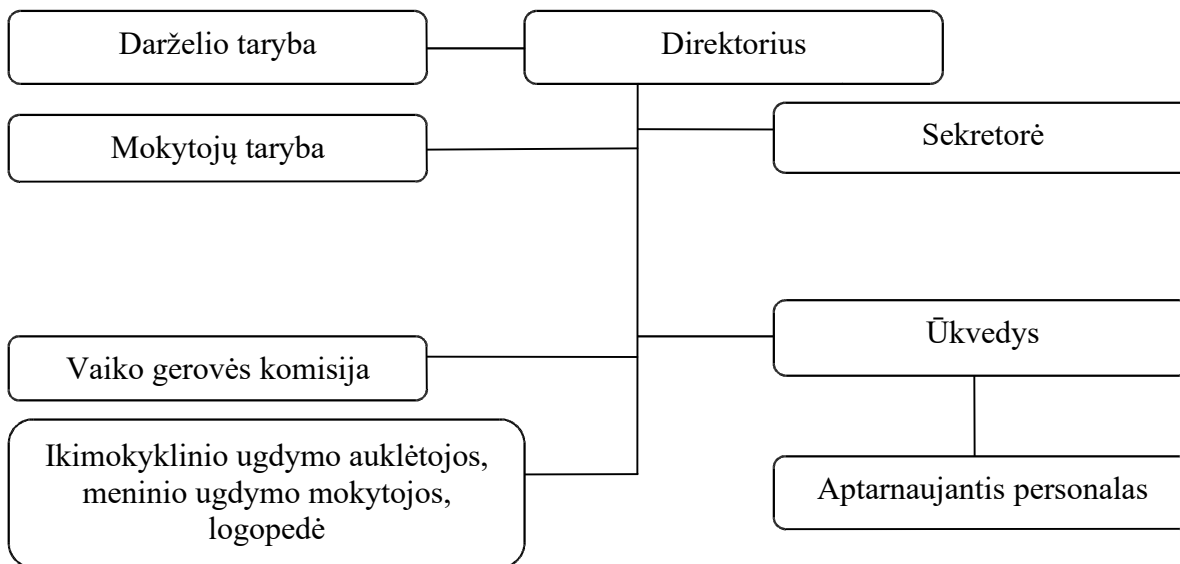 Darželio taryba
Direktorius
Mokytojų taryba
Sekretorė
Ūkvedys
Vaiko gerovės komisija
Ikimokyklinio ugdymo auklėtojos,
meninio ugdymo mokytojos,
logopedė
Aptarnaujantis personalas